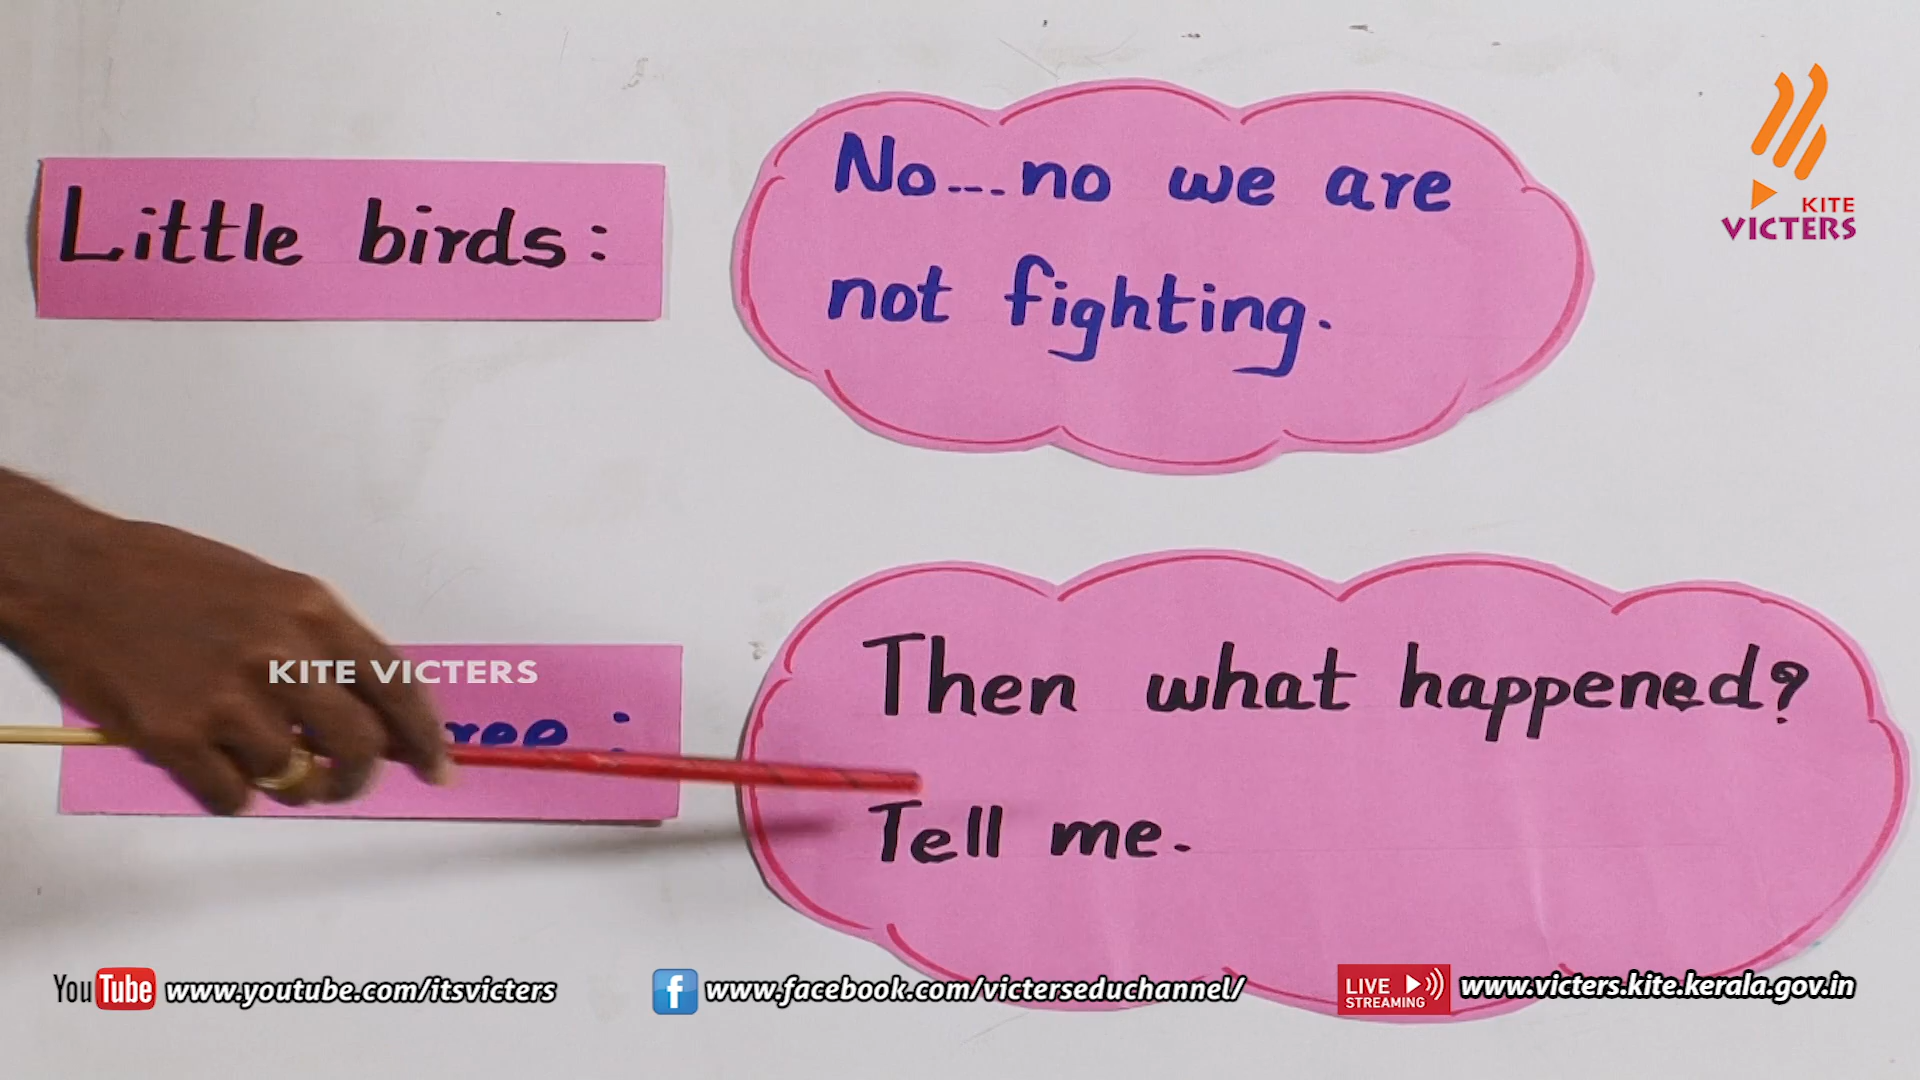 Little birds:
No---no we are
not fighting.
KITE
VICTERS
KITE VICTERS
Then what happened?
Tell me.
You Tube www.youtube.com/itsvicters
f www.facebook.com/victerseduchannel/
LIVE
STREAMING
www.victers.kite.kerala.gov.in